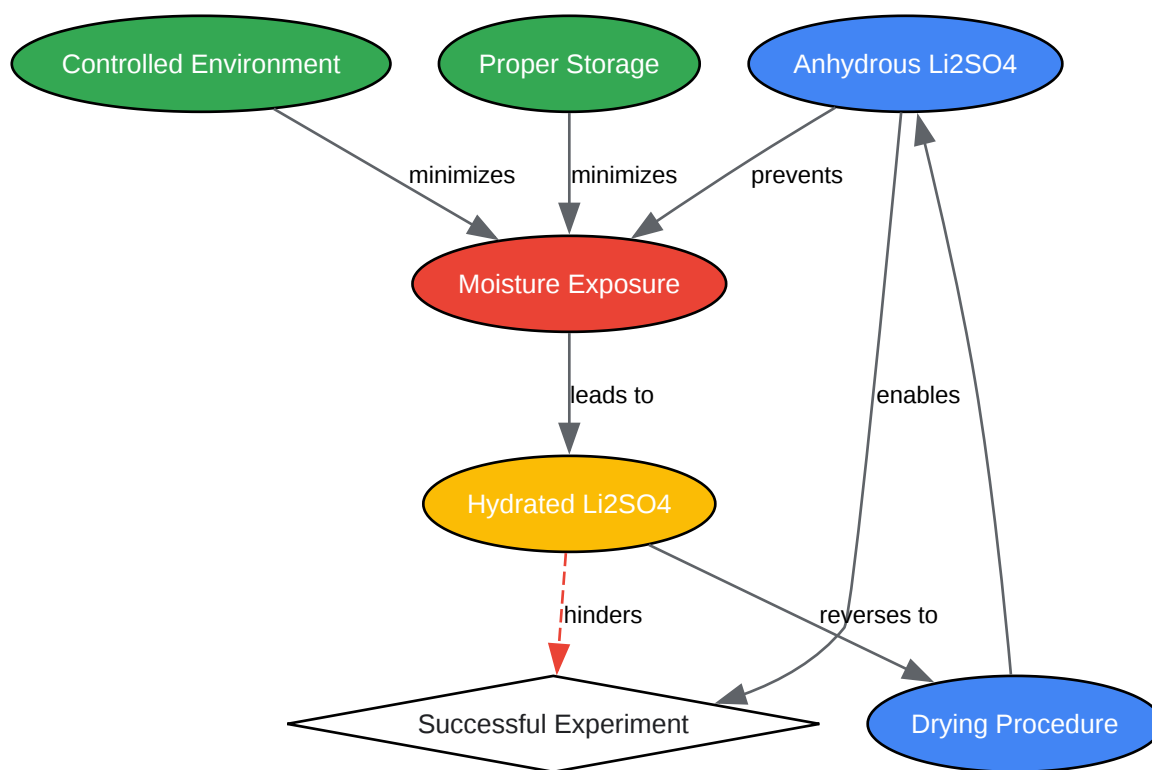 Controlled Environment
Proper Storage
Anhydrous Li2SO4
minimizes
minimizes
prevents
Moisture Exposure
leads to
enables
Hydrated Li2SO4
hinders
reverses to
Successful Experiment
Drying Procedure